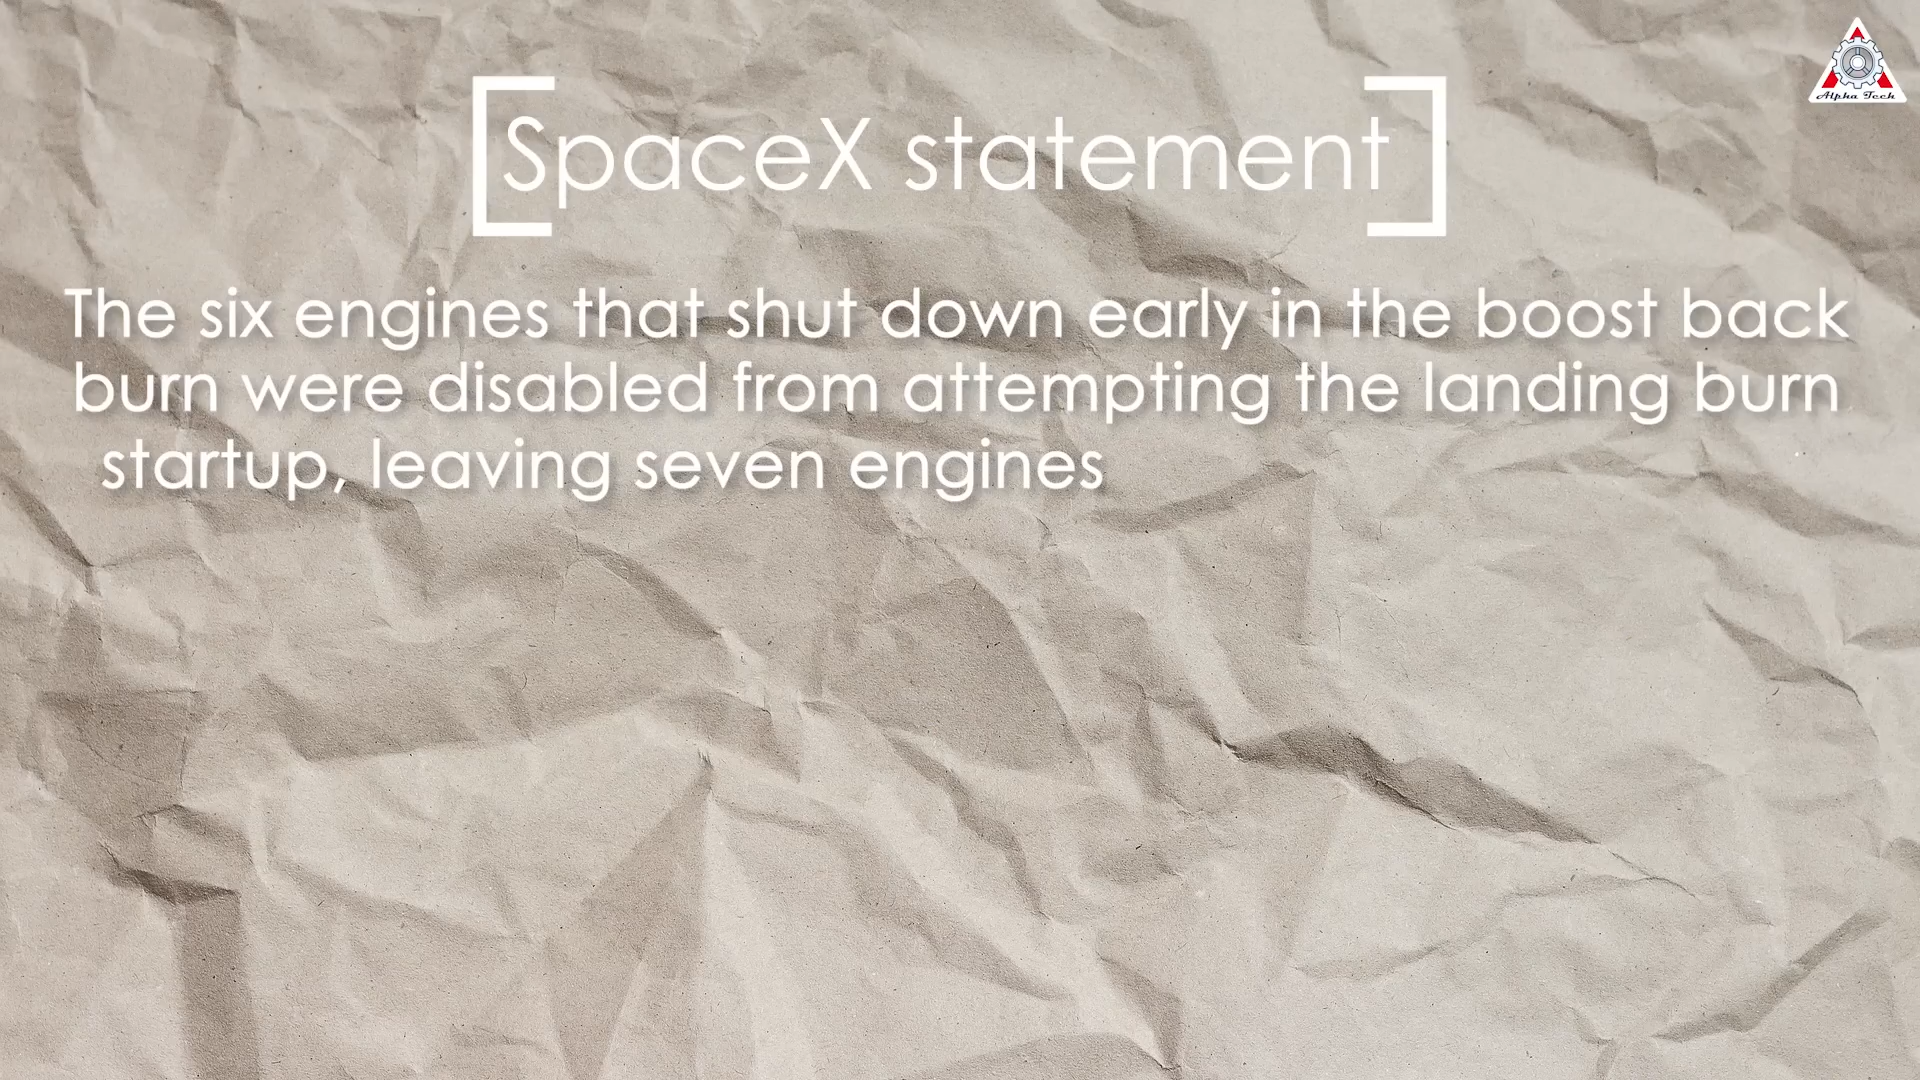 Alpha Tech
[SpaceX statement]
The six engines that shut down early in the boost back
burn were disabled from attempting the landing burn
startup, leaving seven engines